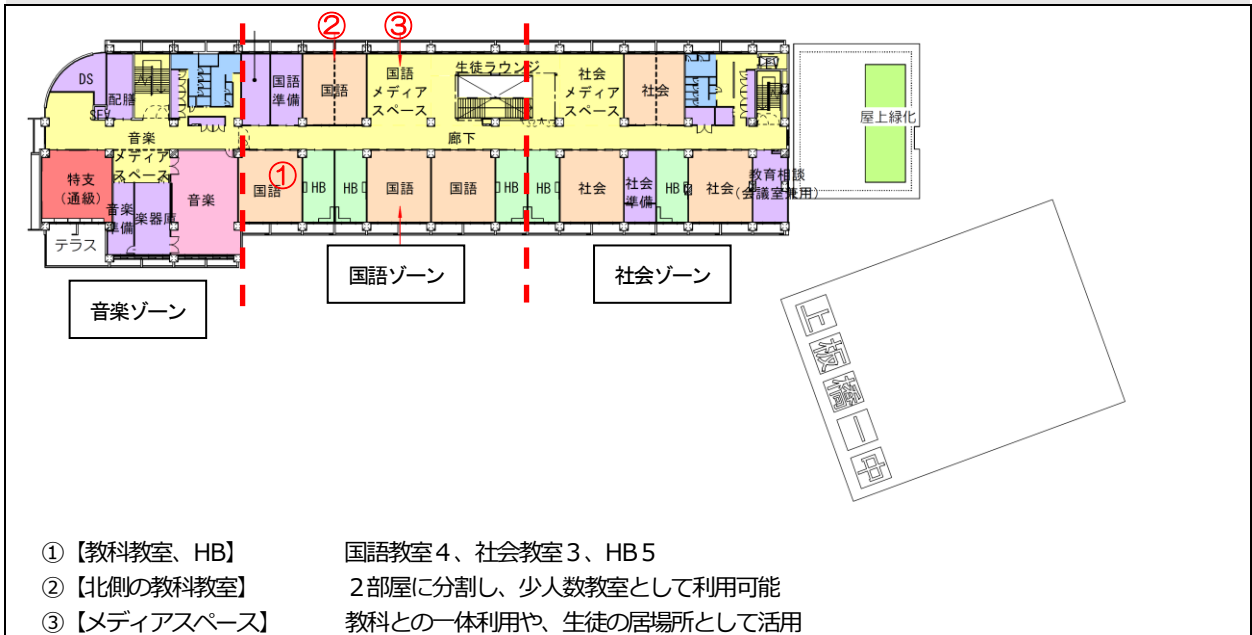 ② ③
DS
配膳
SEV
国語
準備
国語
国語
メディア
スペース
生徒ラウンジ
社会
メディア
スペース
社会
屋上緑化
音楽
メディア
スペース
廊下
特支
(通級)
音楽
準備
楽器庫
音楽
国語
①
HB
HB
国語
国語
HB
HB
社会
社会
準備
HB
社会
教育相談
(会議室兼用)
テラス
音楽ゾーン
国語ゾーン
社会ゾーン
上板橋一中
①【教科教室、HB】 国語教室4、社会教室3、HB5
②【北側の教科教室】 2部屋に分割し、少人数教室として利用可能
③【メディアスペース】 教科との一体利用や、生徒の居場所として活用